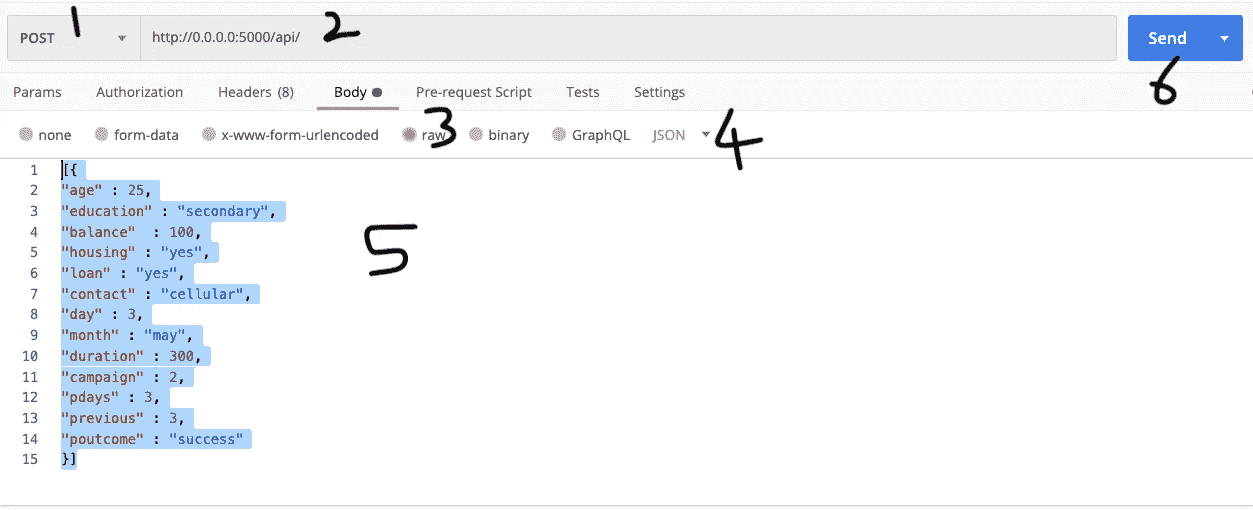 POST 1 http://0.0.0.0:5000/api/ 2 Send
6
Params Authorization Headers (8) Body Pre-request Script Tests Settings
none form-data x-www-form-urlencoded raw 3 binary GraphQL JSON 4
1 [{
2 "age" : 25,
3 "education" : "secondary",
4 "balance"  : 100,
5 "housing" : "yes",
5
6 "loan" : "yes",
7 "contact" : "cellular",
8 "day" : 3,
9 "month" : "may",
10 "duration" : 300,
11 "campaign" : 2,
12 "pdays" : 3,
13 "previous" : 3,
14 "poutcome" : "success"
15 }]